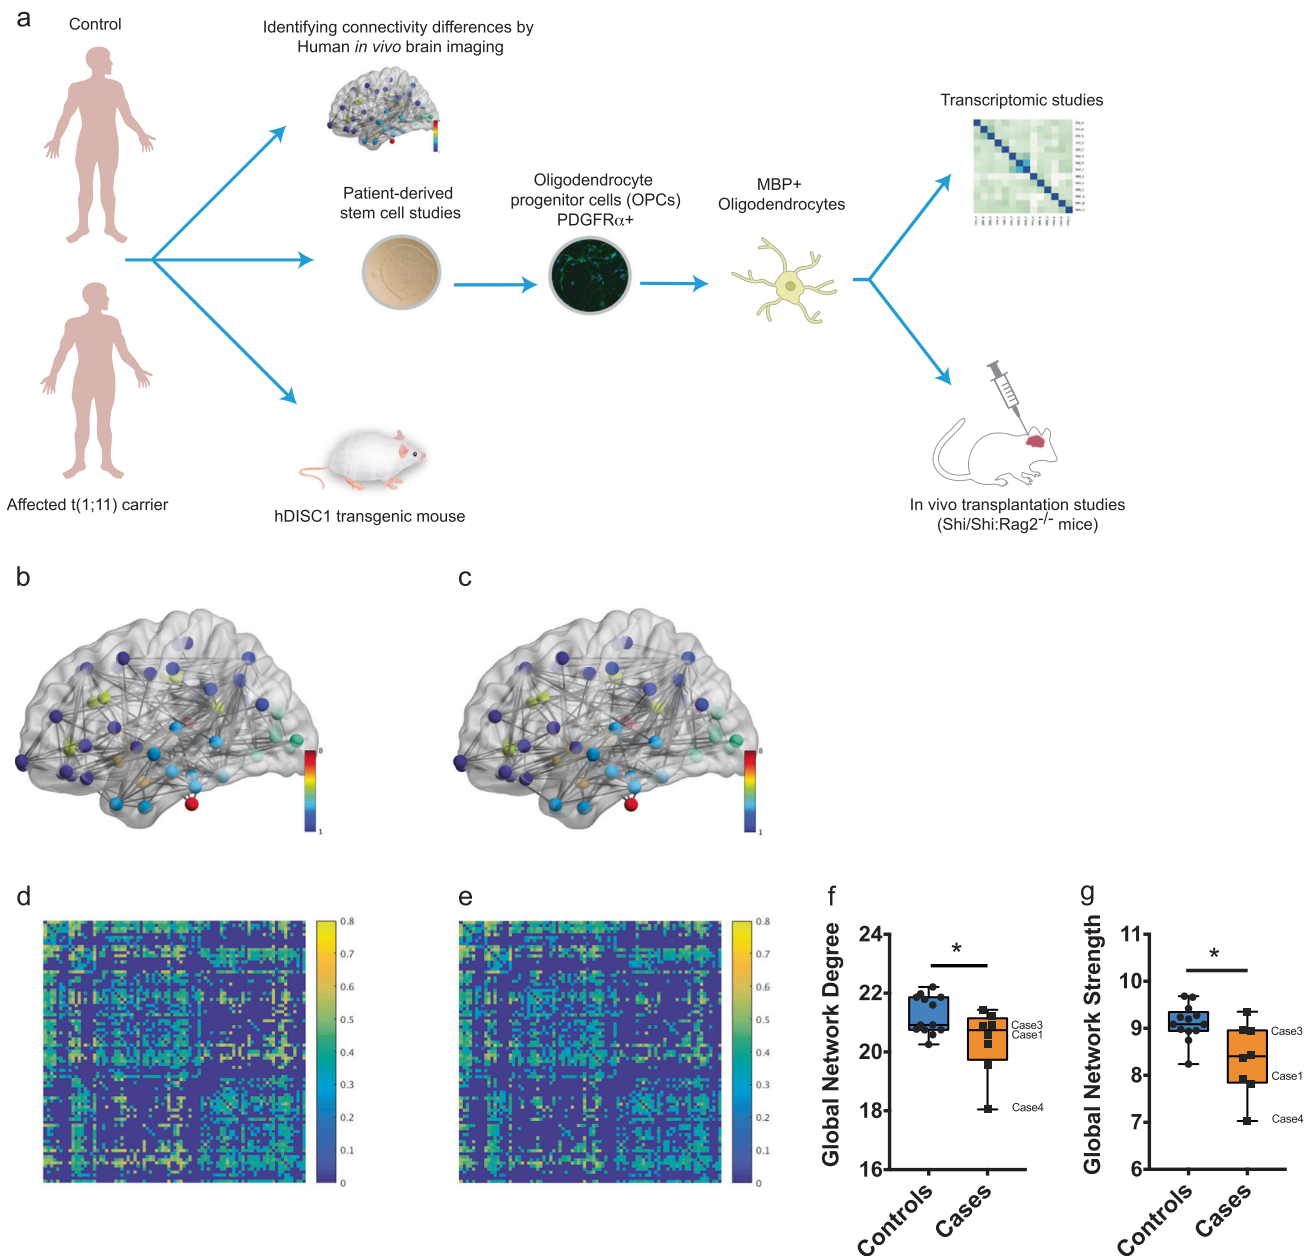 a
Control
Identifying connectivity differences by
Human in vivo brain imaging
Transcriptomic studies
Patient-derived
stem cell studies
Oligodendrocyte
progenitor cells (OPCs)
PDGFRα+
MBP+
Oligodendrocytes
Affected t(1;11) carrier
hDISC1 transgenic mouse
In vivo transplantation studies
(Shi/Shi:Rag2-/- mice)
b
8
1
c
8
1
d
0.8
0.7
0.6
0.5
0.4
0.3
0.2
0.1
0
e
0.8
0.7
0.6
0.5
0.4
0.3
0.2
0.1
0
f
Global Network Degree
24
22
20
18
16
*
Case3
Case1
Case4
Controls
Cases
g
Global Network Strength
11
10
9
8
7
6
*
Case3
Case1
Case4
Controls
Cases